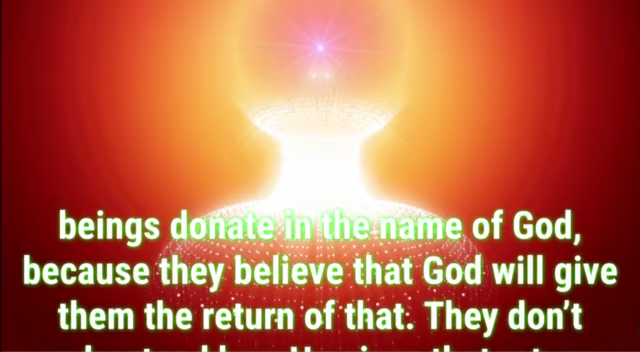 beings donate in the name of God,
because they believe that God will give
them the return of that. They don't